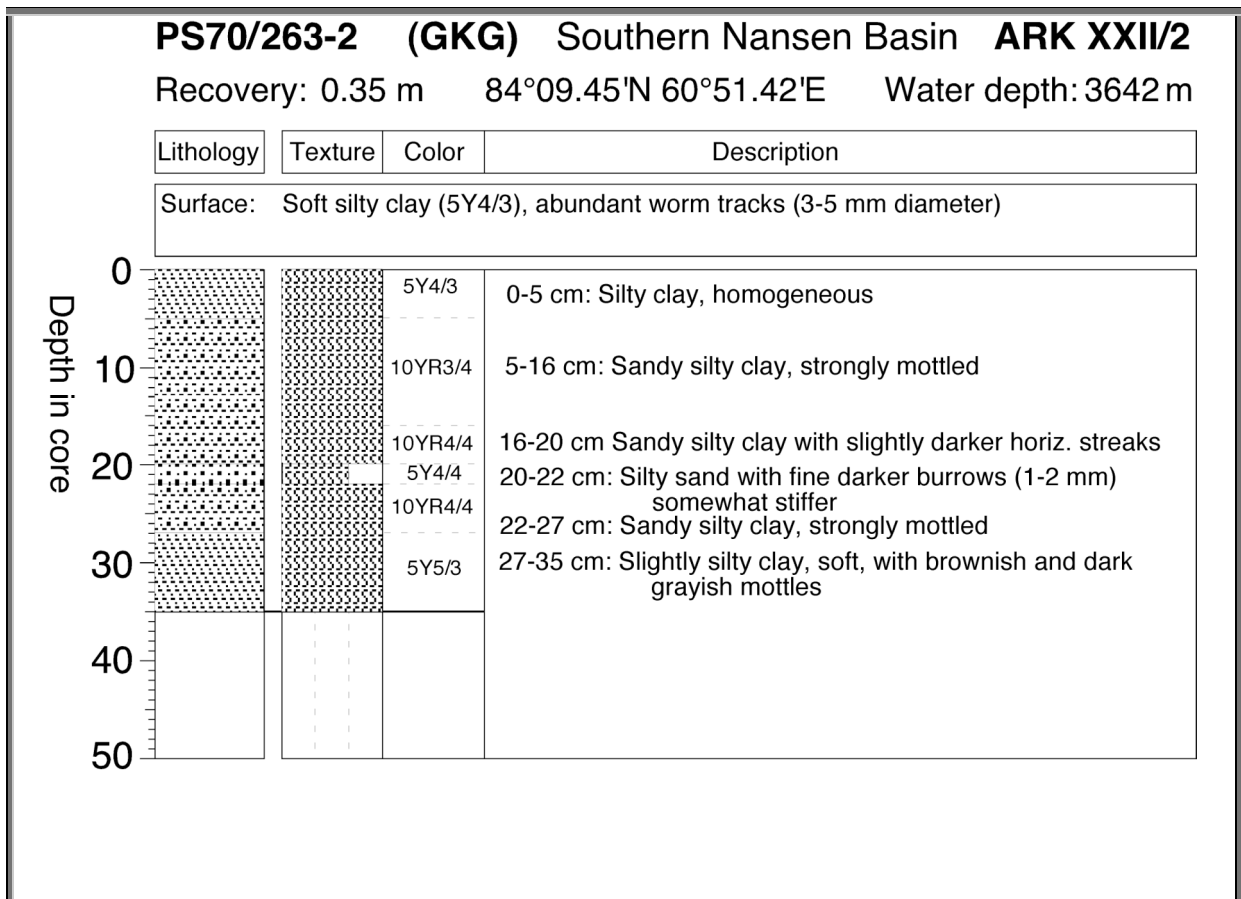 PS70/263-2 (GKG) Southern Nansen Basin ARK XXII/2
Recovery: 0.35 m 84°09.45'N 60°51.42'E Water depth: 3642 m
Lithology Texture Color Description
Surface: Soft silty clay (5Y4/3), abundant worm tracks (3-5 mm diameter)
Depth in core
0
5Y4/3 0-5 cm: Silty clay, homogeneous
10 10YR3/4 5-16 cm: Sandy silty clay, strongly mottled
10YR4/4 16-20 cm Sandy silty clay with slightly darker horiz. streaks
20 5Y4/4 20-22 cm: Silty sand with fine darker burrows (1-2 mm)
somewhat stiffer
10YR4/4 22-27 cm: Sandy silty clay, strongly mottled
30 5Y5/3 27-35 cm: Slightly silty clay, soft, with brownish and dark
grayish mottles
40
50